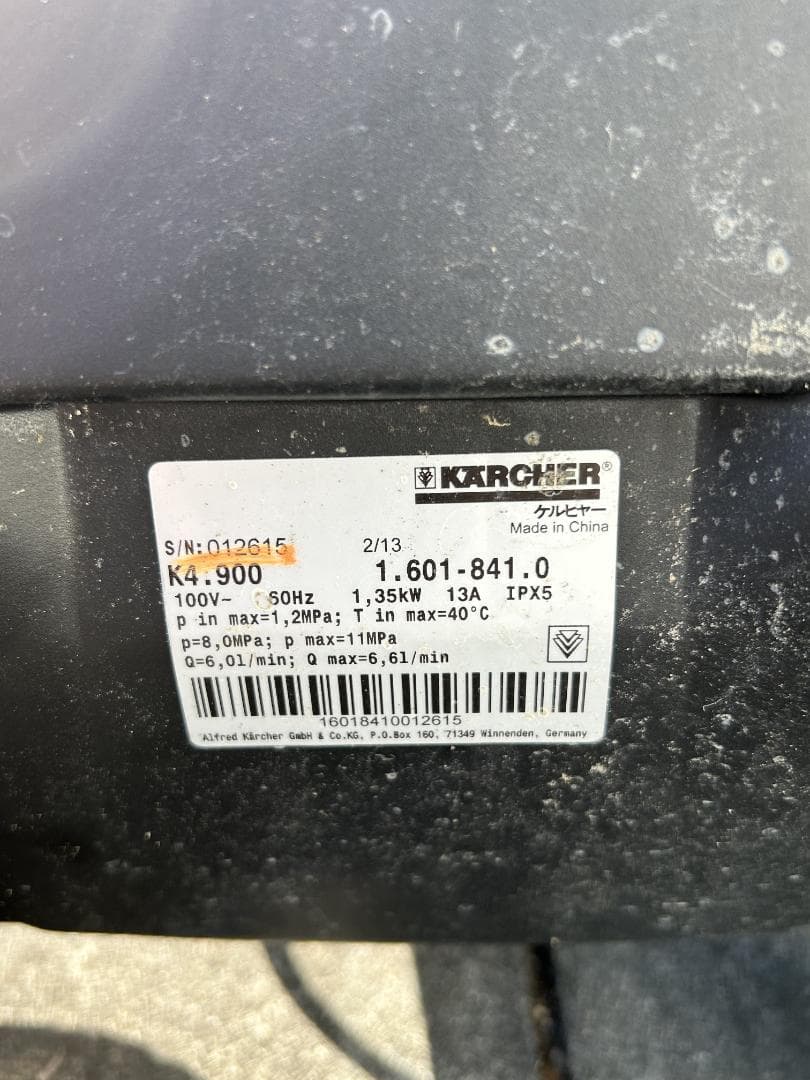 KÄRCHER®
ケルヒャー
Made in China
S/N:012615 2/13
K4.900 1.601-841.0
100V~ 60Hz 1,35kW 13A IPX5
p in max=1,2MPa; T in max=40°C
p=8,0MPa; p max=11MPa
Q=6,0l/min; Q max=6,6l/min
16018410012615
Alfred Kärcher GmbH & Co.KG, P.O.Box 160, 71349 Winnenden, Germany